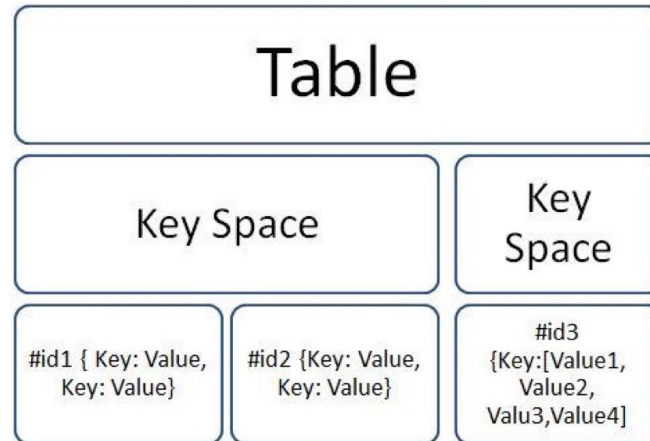 Table
Key Space
Key
Space
#id1 { Key: Value,
Key: Value}
#id2 {Key: Value,
Key: Value}
#id3
{Key:[Value1,
Value2,
Valu3,Value4]